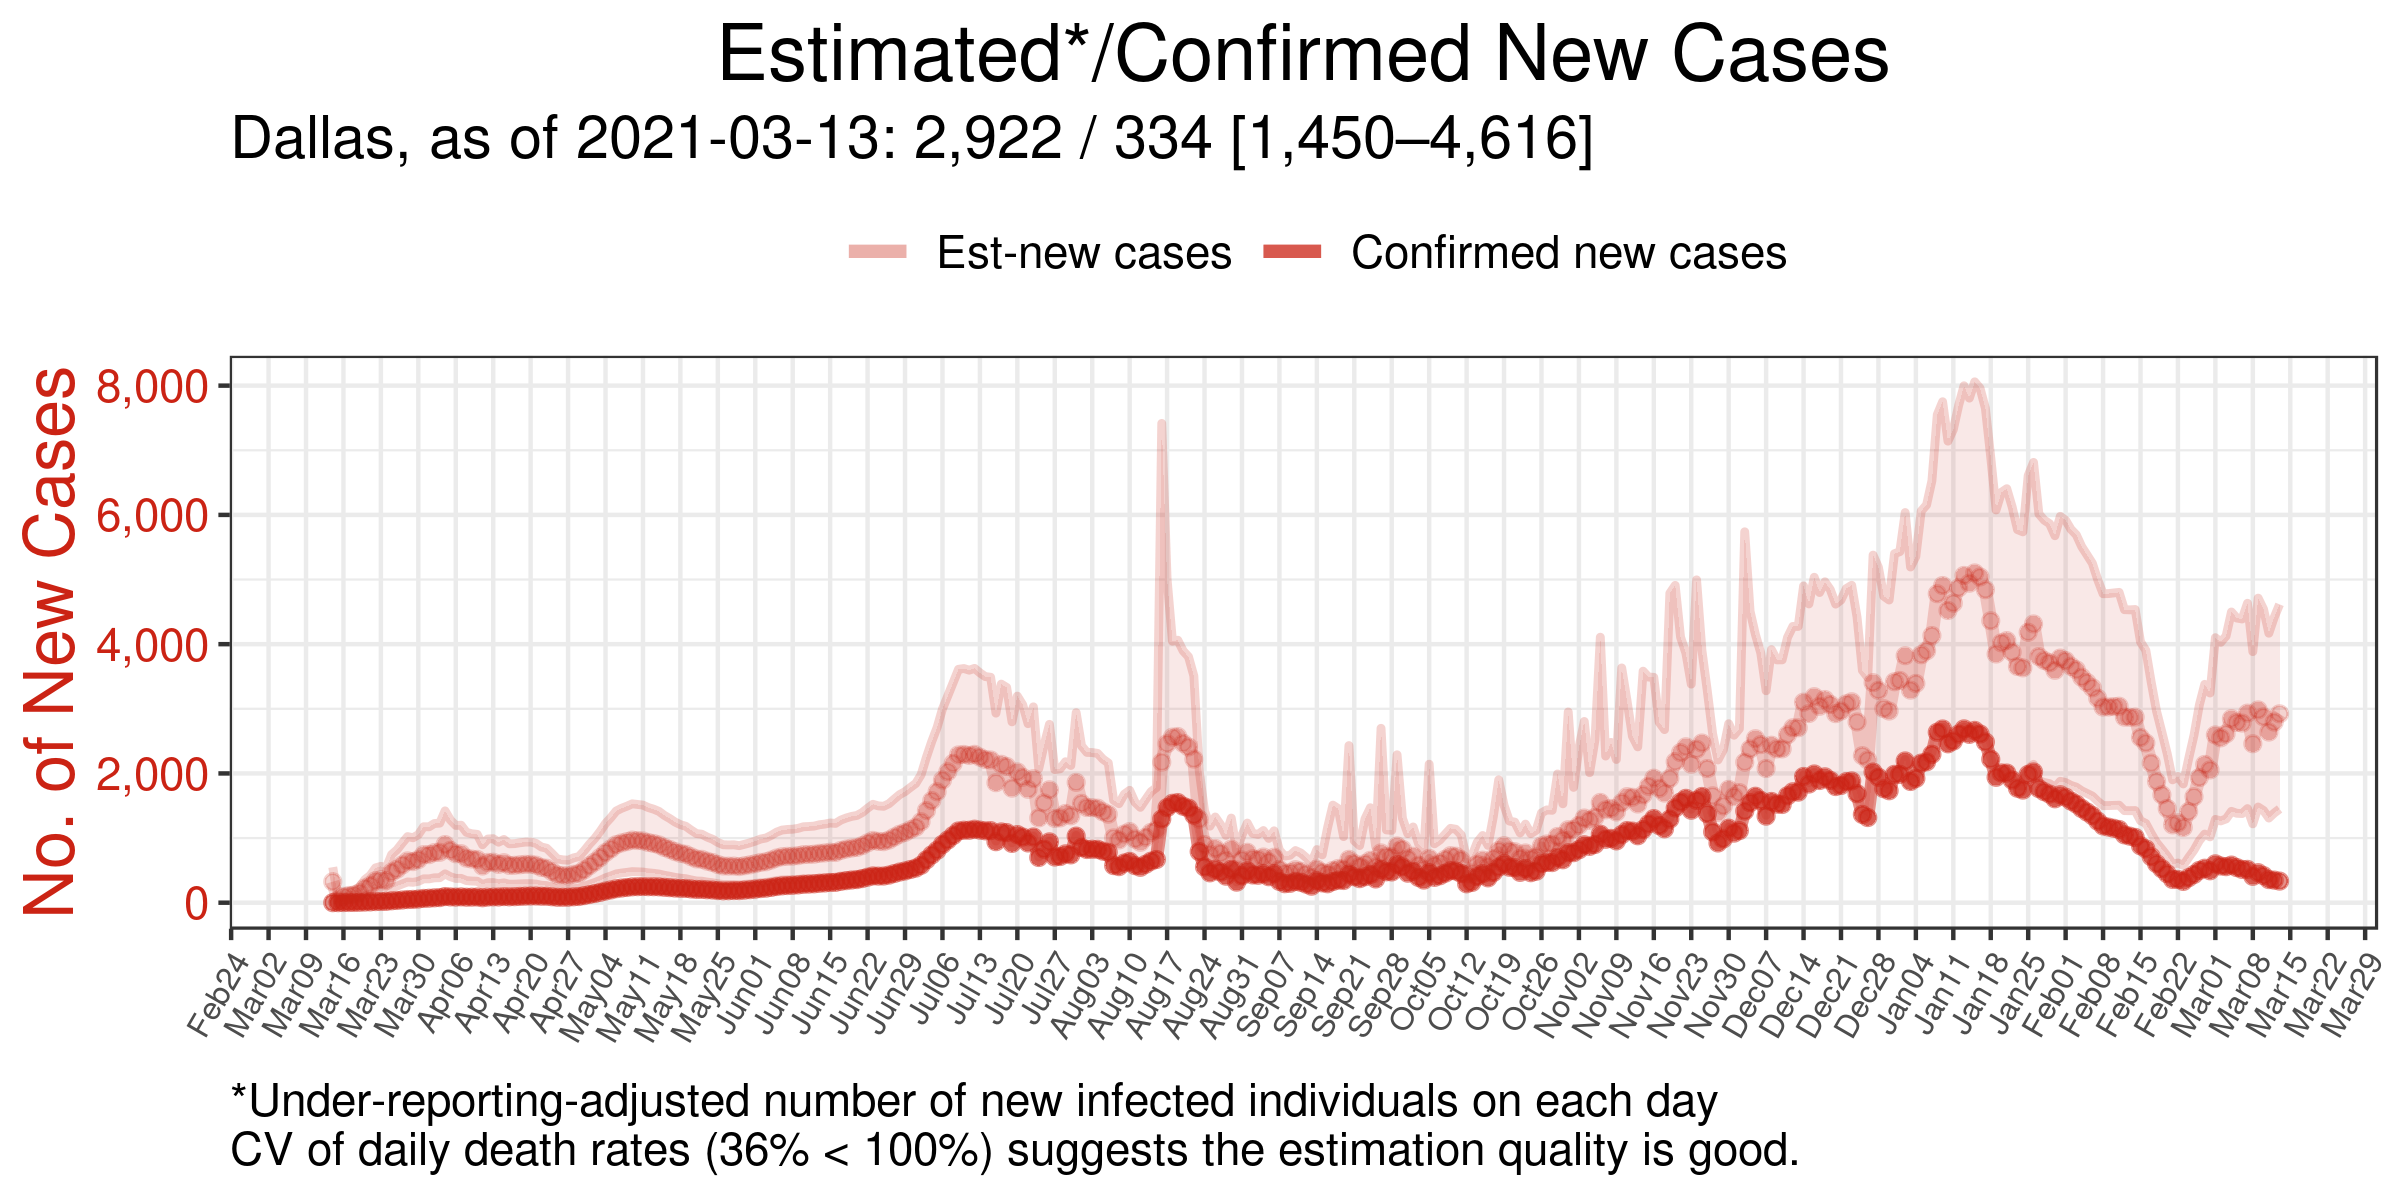 Estimated*/Confirmed New Cases
Dallas, as of 2021-03-13: 2,922 / 334 [1,450–4,616]
Est-new cases Confirmed new cases
No. of New Cases
8,000
6,000
4,000
2,000
0
Feb24 Mar02 Mar09 Mar16 Mar23 Mar30 Apr06 Apr13 Apr20 Apr27 May04 May11 May18 May25 Jun01 Jun08 Jun15 Jun22 Jun29 Jul06 Jul13 Jul20 Jul27 Aug03 Aug10 Aug17 Aug24 Aug31 Sep07 Sep14 Sep21 Sep28 Oct05 Oct12 Oct19 Oct26 Nov02 Nov09 Nov16 Nov23 Nov30 Dec07 Dec14 Dec21 Dec28 Jan04 Jan11 Jan18 Jan25 Feb01 Feb08 Feb15 Feb22 Mar01 Mar08 Mar15 Mar22 Mar29
*Under-reporting-adjusted number of new infected individuals on each day
CV of daily death rates (36% < 100%) suggests the estimation quality is good.